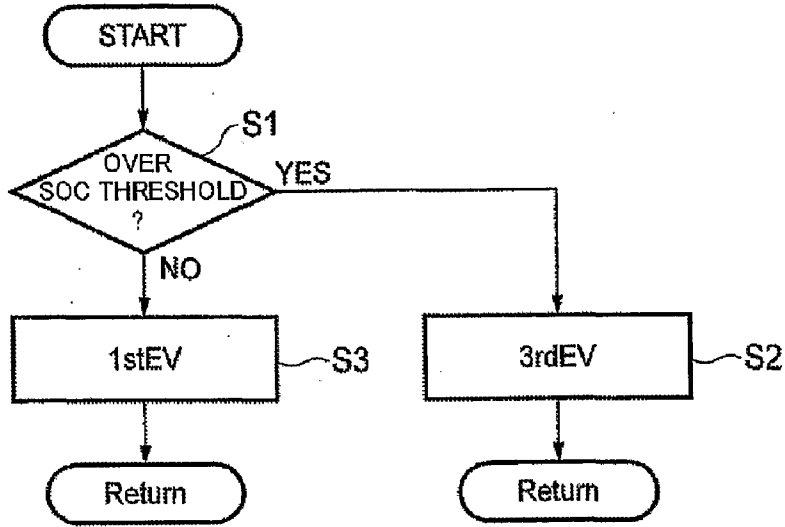 START
S1
OVER
SOC THRESHOLD
?
YES
NO
1stEV
S3
3rdEV
S2
Return
Return